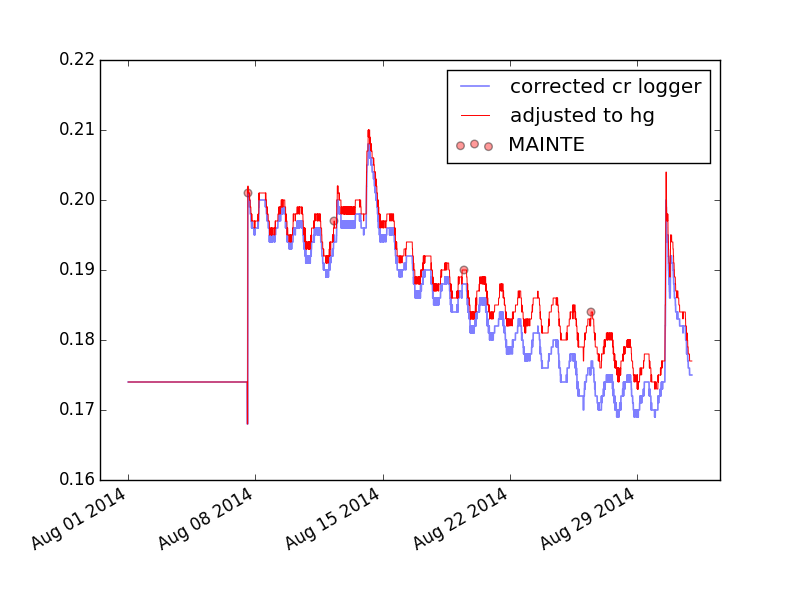 0.22
0.21
0.20
0.19
0.18
0.17
0.16
corrected cr logger
adjusted to hg
MAINTE
Aug 01 2014
Aug 08 2014
Aug 15 2014
Aug 22 2014
Aug 29 2014